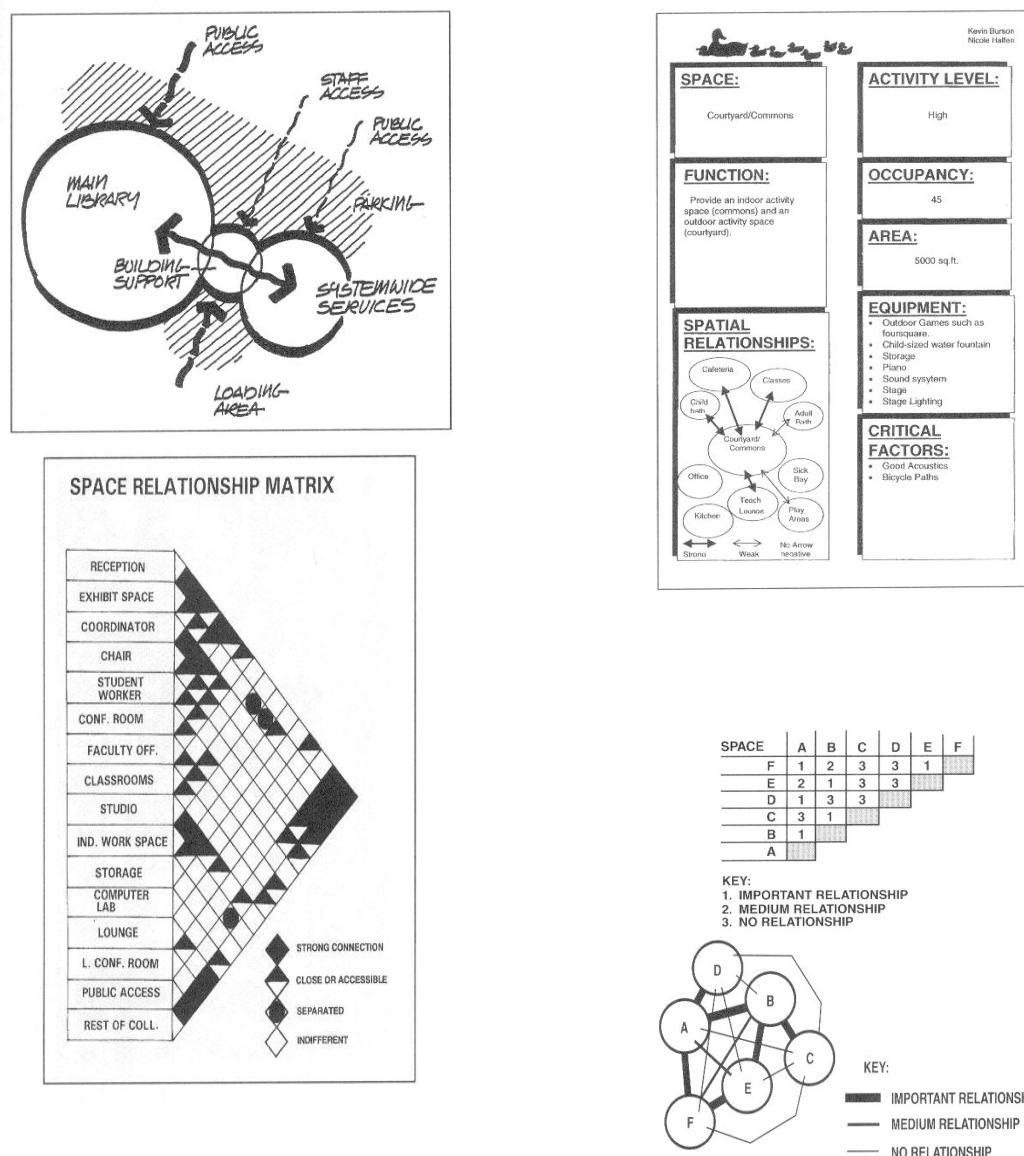 PUBLIC
ACCESS
STAFF
ACCESS
PUBLIC
ACCESS
MAIN
LIBRARY
PARKING
BUILDING
SUPPORT
SYSTEMWIDE
SERVICES
LOADING
AREA
SPACE RELATIONSHIP MATRIX
RECEPTION
EXHIBIT SPACE
COORDINATOR
CHAIR
STUDENT
WORKER
CONF. ROOM
FACULTY OFF.
CLASSROOMS
STUDIO
IND. WORK SPACE
STORAGE
COMPUTER
LAB
LOUNGE
L. CONF. ROOM
PUBLIC ACCESS
REST OF COLL.
STRONG CONNECTION
CLOSE OR ACCESSIBLE
SEPARATED
INDIFFERENT
Kevin Burson
Nicole Halfen
SPACE:
Courtyard/Commons
FUNCTION:
Provide an indoor activity
space (commons) and an
outdoor activity space
(courtyard).
SPATIAL
RELATIONSHIPS:
Cafeteria
Classes
Child
bath
Adult
Bath
Courtyard/
Commons
Office
Sick
Bay
Teach
Lounge
Kitchen
Play
Areas
Strong
Weak
No Arrow
negative
ACTIVITY LEVEL:
High
OCCUPANCY:
45
AREA:
5000 sq.ft.
EQUIPMENT:
• Outdoor Games such as
foursquare.
• Child-sized water fountain
• Storage
• Piano
• Sound sysytem
• Stage
• Stage Lighting
CRITICAL
FACTORS:
• Good Acoustics
• Bicycle Paths
SPACE A B C D E F
F 1 2 3 3 1
E 2 1 3 3
D 1 3 3
C 3 1
B 1
A
KEY:
1. IMPORTANT RELATIONSHIP
2. MEDIUM RELATIONSHIP
3. NO RELATIONSHIP
D
B
A
C
E
F
KEY:
IMPORTANT RELATIONSH
MEDIUM RELATIONSHIP
NO RELATIONSHIP